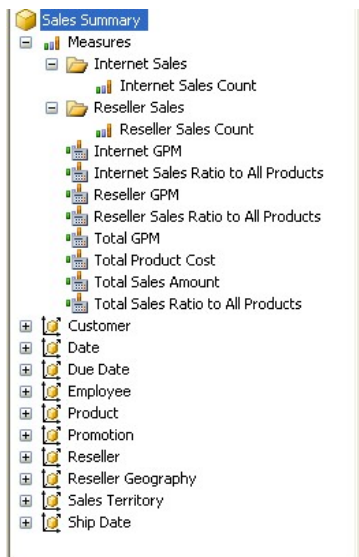 Sales Summary
Measures
Internet Sales
Internet Sales Count
Reseller Sales
Reseller Sales Count
Internet GPM
Internet Sales Ratio to All Products
Reseller GPM
Reseller Sales Ratio to All Products
Total GPM
Total Product Cost
Total Sales Amount
Total Sales Ratio to All Products
Customer
Date
Due Date
Employee
Product
Promotion
Reseller
Reseller Geography
Sales Territory
Ship Date